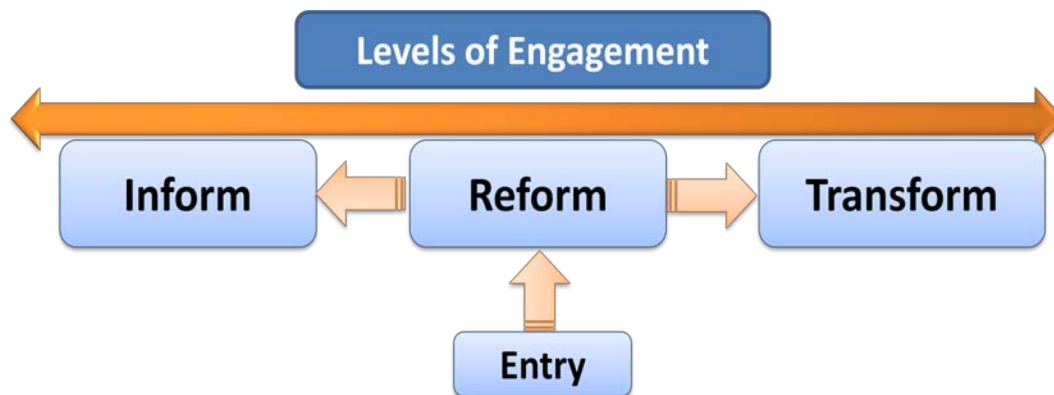 Levels of Engagement
Inform
Reform
Transform
Entry